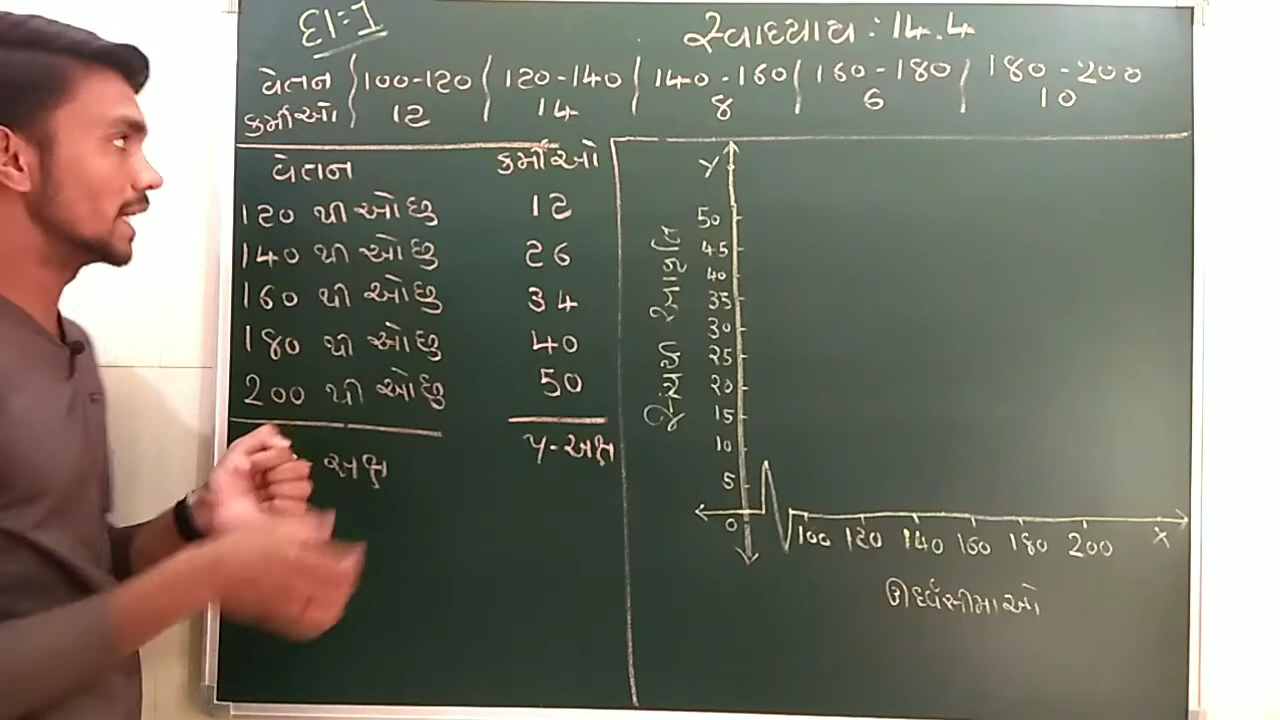 દા:1
સ્વાધ્યાય : 14.4
વેતન 100-120 120-140 140-160 160-180 180-200
કર્મીઓ 12 14 8 6 10
વેતન કર્મીઓ
120 થી ઓછુ 12
140 થી ઓછુ 26
160 થી ઓછુ 34
180 થી ઓછુ 40
200 થી ઓછુ 50
અક્ષ
પ-અક્ષ
સંચયી આવૃતિ
Y
50
45
40
35
30
25
20
15
10
5
0
100 120 140 160 180 200 X
ઊર્ધ્વસીમાઓ